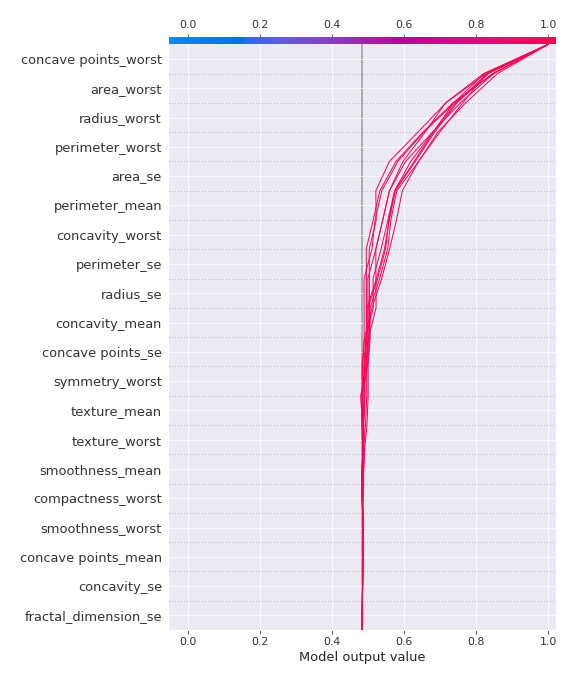 0.0 0.2 0.4 0.6 0.8 1.0
concave points_worst
area_worst
radius_worst
perimeter_worst
area_se
perimeter_mean
concavity_worst
perimeter_se
radius_se
concavity_mean
concave points_se
symmetry_worst
texture_mean
texture_worst
smoothness_mean
compactness_worst
smoothness_worst
concave points_mean
concavity_se
fractal_dimension_se
0.0 0.2 0.4 0.6 0.8 1.0
Model output value